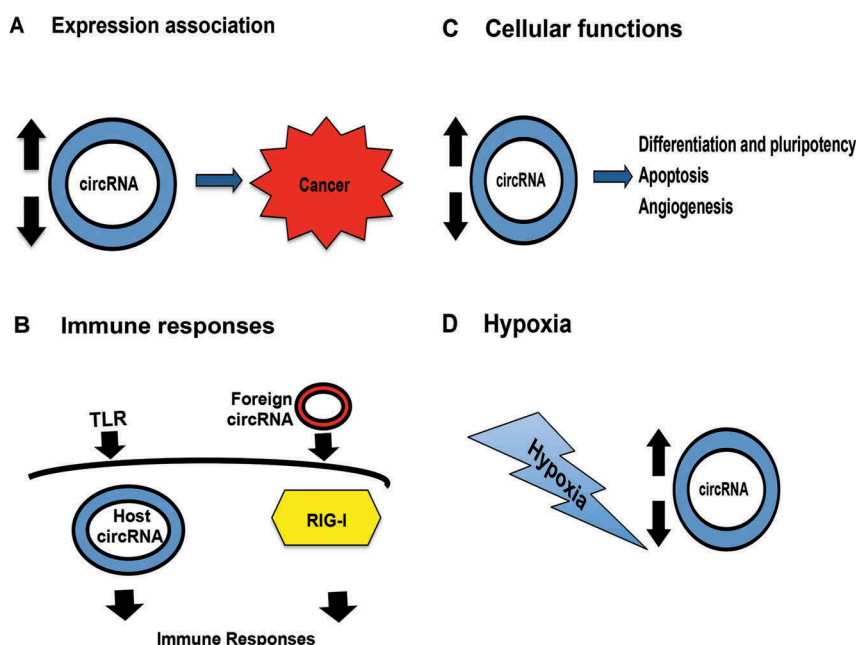 A Expression association
circRNA
Cancer
B Immune responses
TLR
Foreign
circRNA
Host
circRNA
RIG-I
Immune Responses
C Cellular functions
circRNA
Differentiation and pluripotency
Apoptosis
Angiogenesis
D Hypoxia
Hypoxia
circRNA